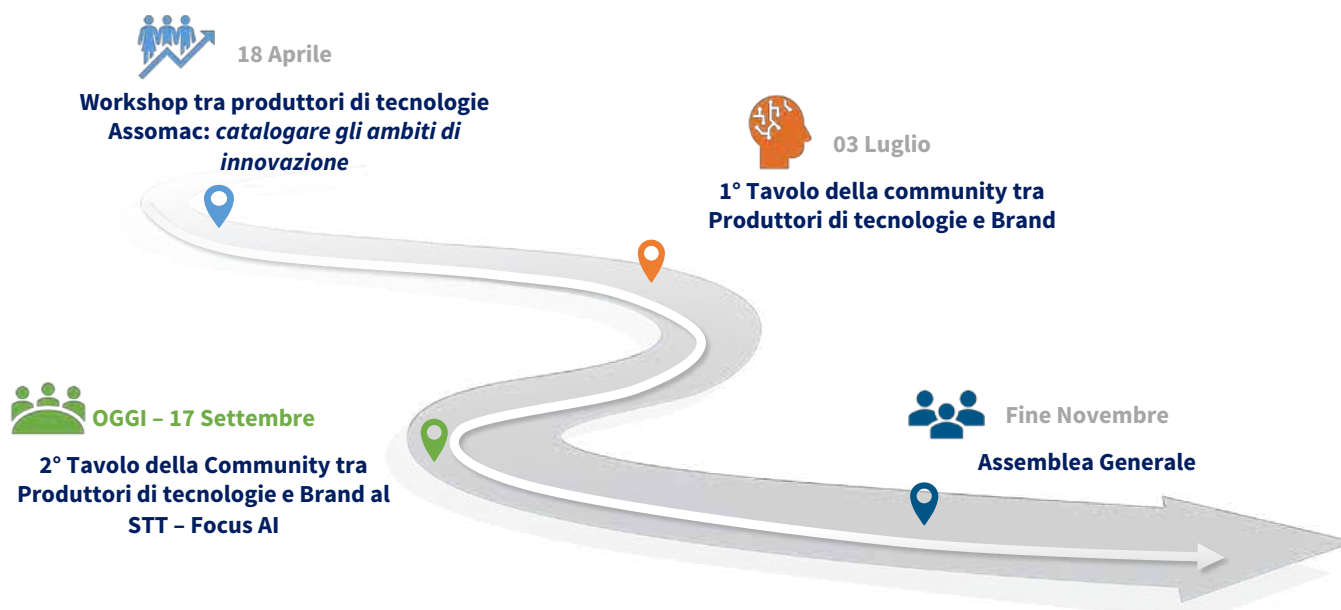 18 Aprile
Workshop tra produttori di tecnologie
Assomac: catalogare gli ambiti di
innovazione
03 Luglio
1° Tavolo della community tra
Produttori di tecnologie e Brand
OGGI – 17 Settembre
2° Tavolo della Community tra
Produttori di tecnologie e Brand al
STT – Focus AI
Fine Novembre
Assemblea Generale